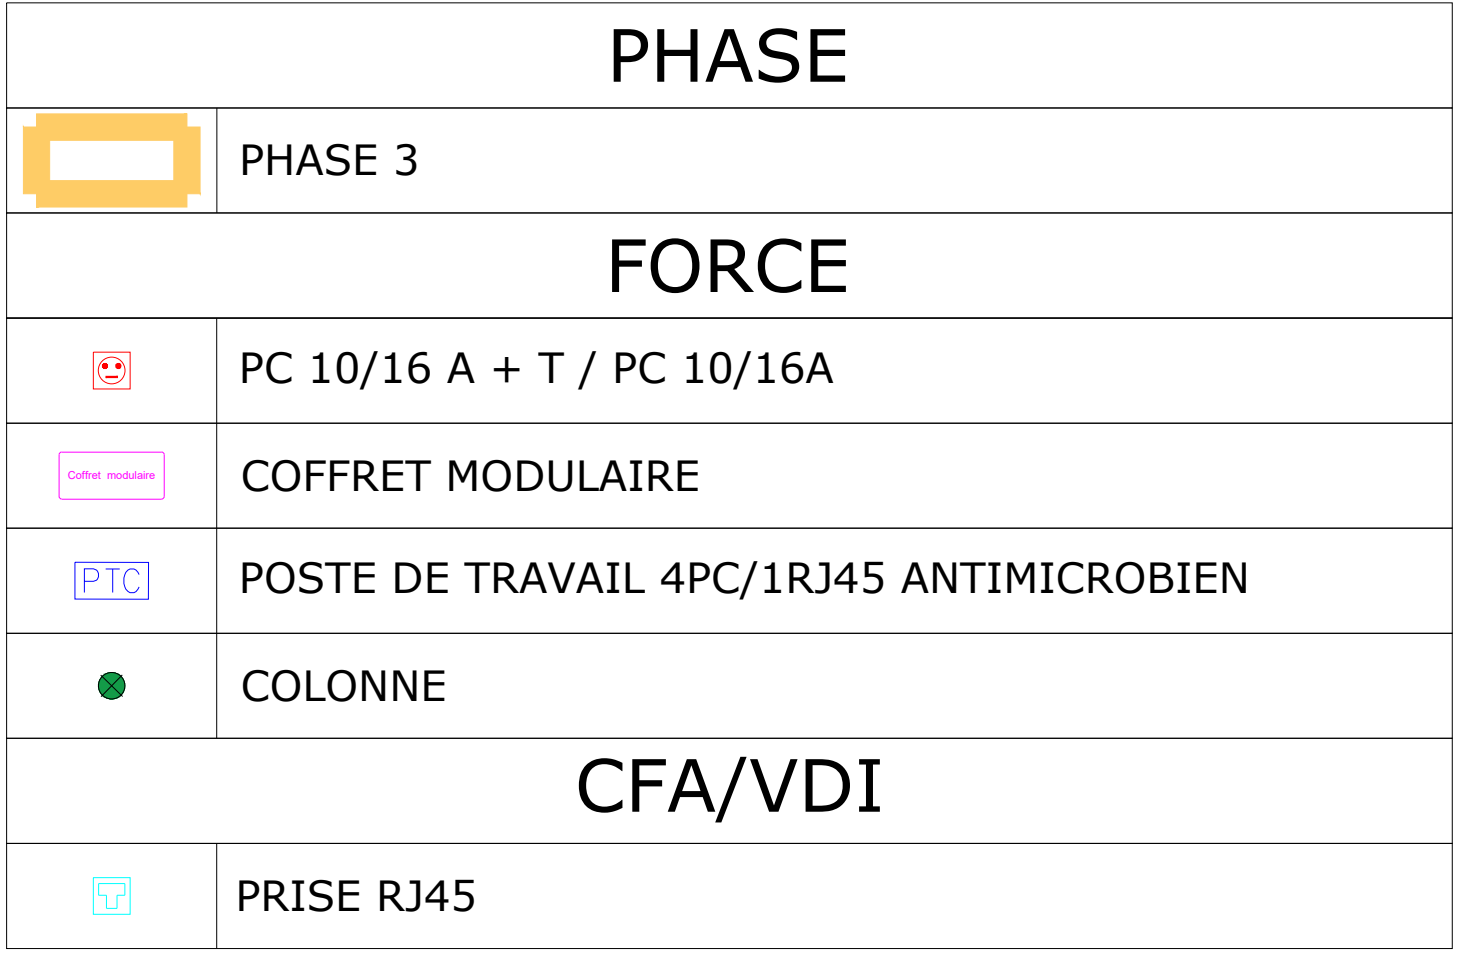 PHASE
PHASE 3
FORCE
PC 10/16 A + T / PC 10/16A
Coffret modulaire
COFFRET MODULAIRE
PTC
POSTE DE TRAVAIL 4PC/1RJ45 ANTIMICROBIEN
COLONNE
CFA/VDI
T
PRISE RJ45